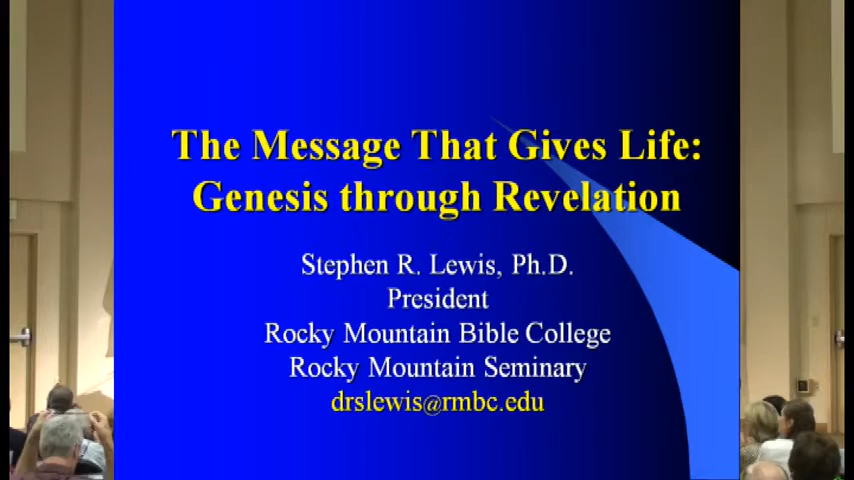 The Message That Gives Life:
Genesis through Revelation
Stephen R. Lewis, Ph.D.
President
Rocky Mountain Bible College
Rocky Mountain Seminary
drslewis@rmbc.edu